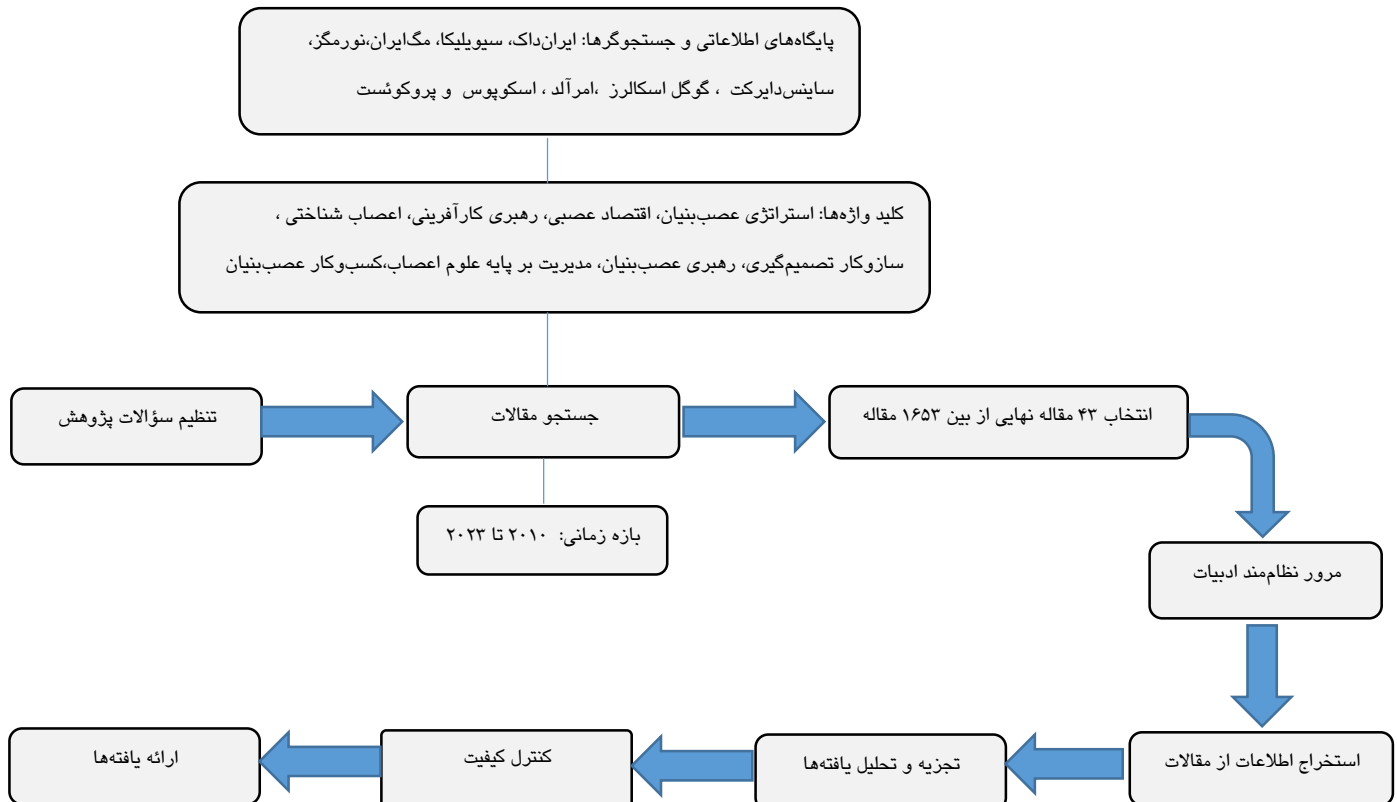 پایگاه‌های اطلاعاتی و جستجوگرها: ایران‌داک، سیویلیکا، مگ‌ایران،نورمگز،
ساینس‌دایرکت ، گوگل اسکالرز ،امرآلد ، اسکوپوس و پروکوئست
کلید واژه‌ها: استراتژی عصب‌بنیان، اقتصاد عصبی، رهبری کارآفرینی، اعصاب شناختی ،
سازوکار تصمیم‌گیری، رهبری عصب‌بنیان، مدیریت بر پایه علوم اعصاب،کسب‌وکار عصب‌بنیان
تنظیم سؤالات پژوهش
جستجو مقالات
انتخاب ۴۳ مقاله نهایی از بین ۱۶۵۳ مقاله
بازه زمانی: ۲۰۱۰ تا ۲۰۲۳
مرور نظام‌مند ادبیات
استخراج اطلاعات از مقالات
تجزیه و تحلیل یافته‌ها
کنترل کیفیت
ارائه یافته‌ها